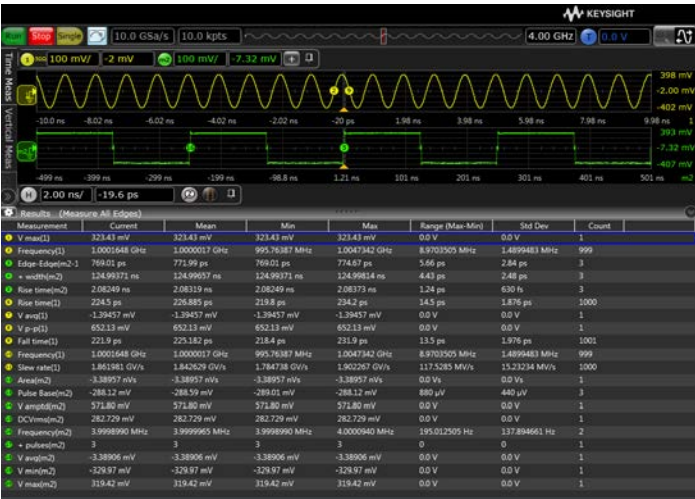 KEYSIGHT
Run Stop Single 10.0 GSa/s 10.0 kpts 4.00 GHz T 0.0 V
1 100 mV/ -2 mV m2 100 mV/ -7.32 mV
Time Meas
Vertical Meas
398 mV
-2.00 mV
-402 mV
-10.0 ns -8.02 ns -6.02 ns -4.02 ns -2.02 ns -20 ps 1.98 ns 3.98 ns 5.98 ns 7.98 ns 9.98 ns 1
393 mV
-7.32 mV
-407 mV
-499 ns -399 ns -299 ns -199 ns -98.8 ns 1.21 ns 101 ns 201 ns 301 ns 401 ns 501 ns m2
H 2.00 ns/ -19.6 ps
Results (Measure All Edges)
Measurement Current Mean Min Max Range (Max-Min) Std Dev Count
V max(1) 323.43 mV 323.43 mV 323.43 mV 323.43 mV 0.0 V 0.0 V 1
Frequency(1) 1.0001648 GHz 1.0000017 GHz 995.76387 MHz 1.0047342 GHz 8.9703505 MHz 1.4899483 MHz 999
Edge-Edge(m2-1 769.01 ps 771.99 ps 769.01 ps 774.67 ps 5.66 ps 2.84 ps 3
+ width(m2) 124.99371 ns 124.99657 ns 124.99371 ns 124.99814 ns 4.43 ps 2.48 ps 3
Rise time(m2) 2.08249 ns 2.08319 ns 2.08249 ns 2.08373 ns 1.24 ps 630 fs 3
Rise time(1) 224.5 ps 226.885 ps 219.8 ps 234.2 ps 14.5 ps 1.876 ps 1000
V avg(1) -1.39457 mV -1.39457 mV -1.39457 mV -1.39457 mV 0.0 V 0.0 V 1
V p-p(1) 652.13 mV 652.13 mV 652.13 mV 652.13 mV 0.0 V 0.0 V 1
Fall time(1) 221.9 ps 225.182 ps 218.4 ps 231.9 ps 13.5 ps 1.976 ps 1001
Frequency(1) 1.0001648 GHz 1.0000017 GHz 995.76387 MHz 1.0047342 GHz 8.9703505 MHz 1.4899483 MHz 999
Slew rate(1) 1.861981 GV/s 1.842629 GV/s 1.784738 GV/s 1.902267 GV/s 117.5285 MV/s 15.23234 MV/s 1000
Area(m2) -3.38957 nVs -3.38957 nVs -3.38957 nVs -3.38957 nVs 0.0 Vs 0.0 Vs 1
Pulse Base(m2) -288.12 mV -288.59 mV -289.01 mV -288.12 mV 880 µV 440 µV 3
V amptd(m2) 571.80 mV 571.80 mV 571.80 mV 571.80 mV 0.0 V 0.0 V 1
DCVrms(m2) 282.729 mV 282.729 mV 282.729 mV 282.729 mV 0.0 V 0.0 V 1
Frequency(m2) 3.9998990 MHz 3.9999965 MHz 3.9998990 MHz 4.0000940 MHz 195.012505 Hz 137.894661 Hz 2
+ pulses(m2) 3 3 3 3 0 0 1
V avg(m2) -3.38906 mV -3.38906 mV -3.38906 mV -3.38906 mV 0.0 V 0.0 V 1
V min(m2) -329.97 mV -329.97 mV -329.97 mV -329.97 mV 0.0 V 0.0 V 1
V max(m2) 319.42 mV 319.42 mV 319.42 mV 319.42 mV 0.0 V 0.0 V 1